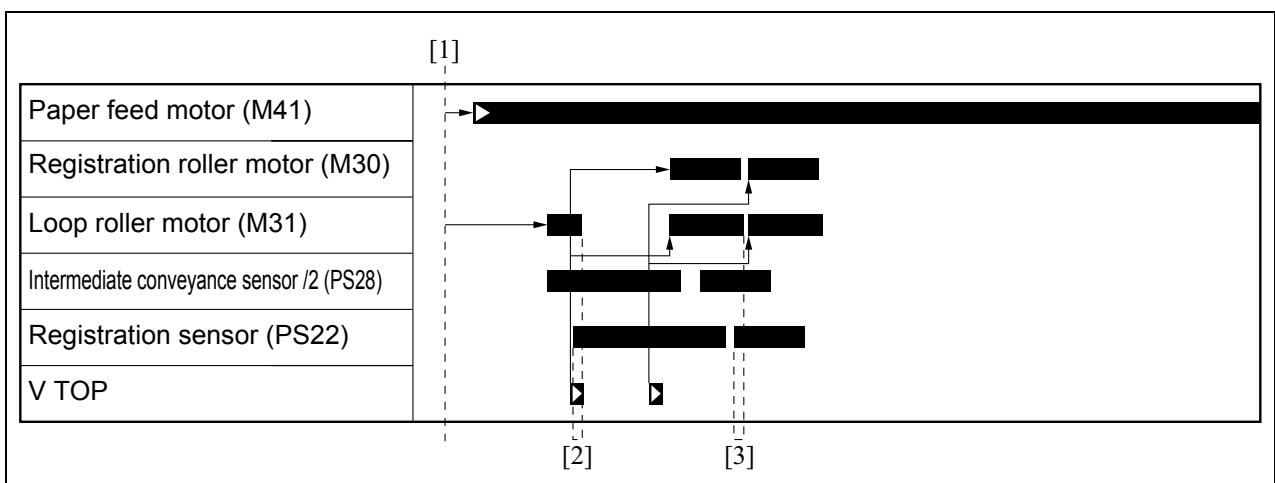 [1]
Paper feed motor (M41)
Registration roller motor (M30)
Loop roller motor (M31)
Intermediate conveyance sensor /2 (PS28)
Registration sensor (PS22)
V TOP
[2] [3]